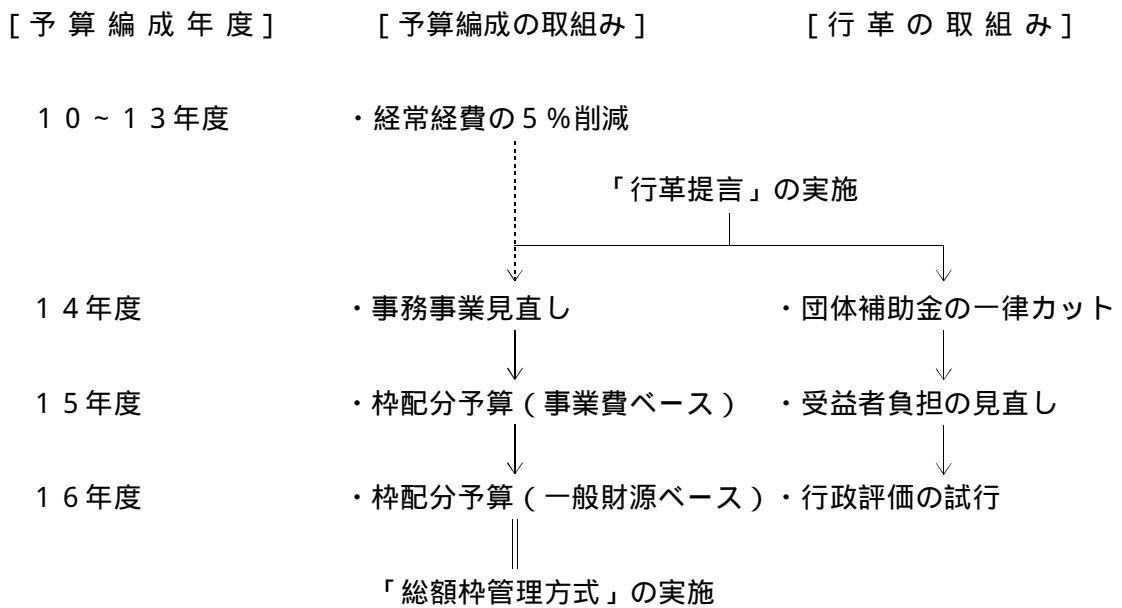 [予算編成年度] [予算編成の取組み] [行革の取組み]
10~13年度 ・経常経費の5%削減
「行革提言」の実施
14年度 ・事務事業見直し ・団体補助金の一律カット
15年度 ・枠配分予算(事業費ベース) ・受益者負担の見直し
16年度 ・枠配分予算(一般財源ベース)・行政評価の試行
「総額枠管理方式」の実施